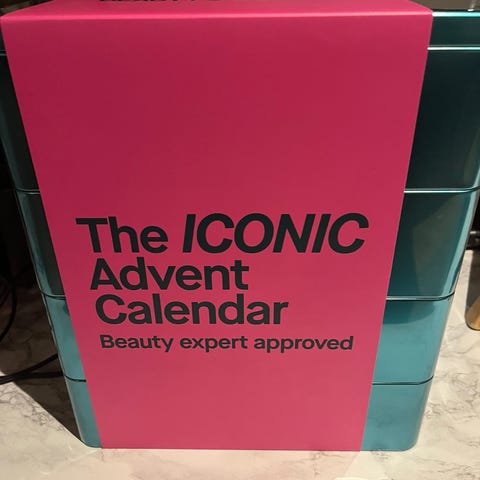 The ICONIC
Advent
Calendar
Beauty expert approved